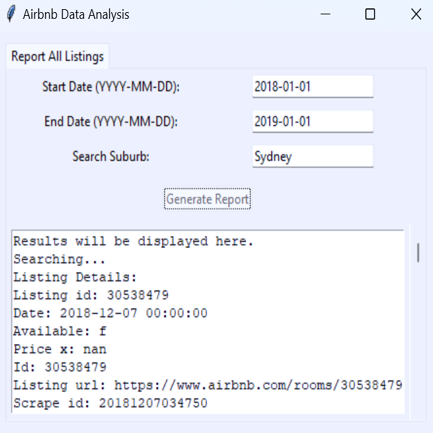 Airbnb Data Analysis
Report All Listings
Start Date (YYYY-MM-DD): 2018-01-01
End Date (YYYY-MM-DD): 2019-01-01
Search Suburb: Sydney
Generate Report
Results will be displayed here.
Searching...
Listing Details:
Listing id: 30538479
Date: 2018-12-07 00:00:00
Available: f
Price x: nan
Id: 30538479
Listing url: https://www.airbnb.com/rooms/30538479
Scrape id: 20181207034750